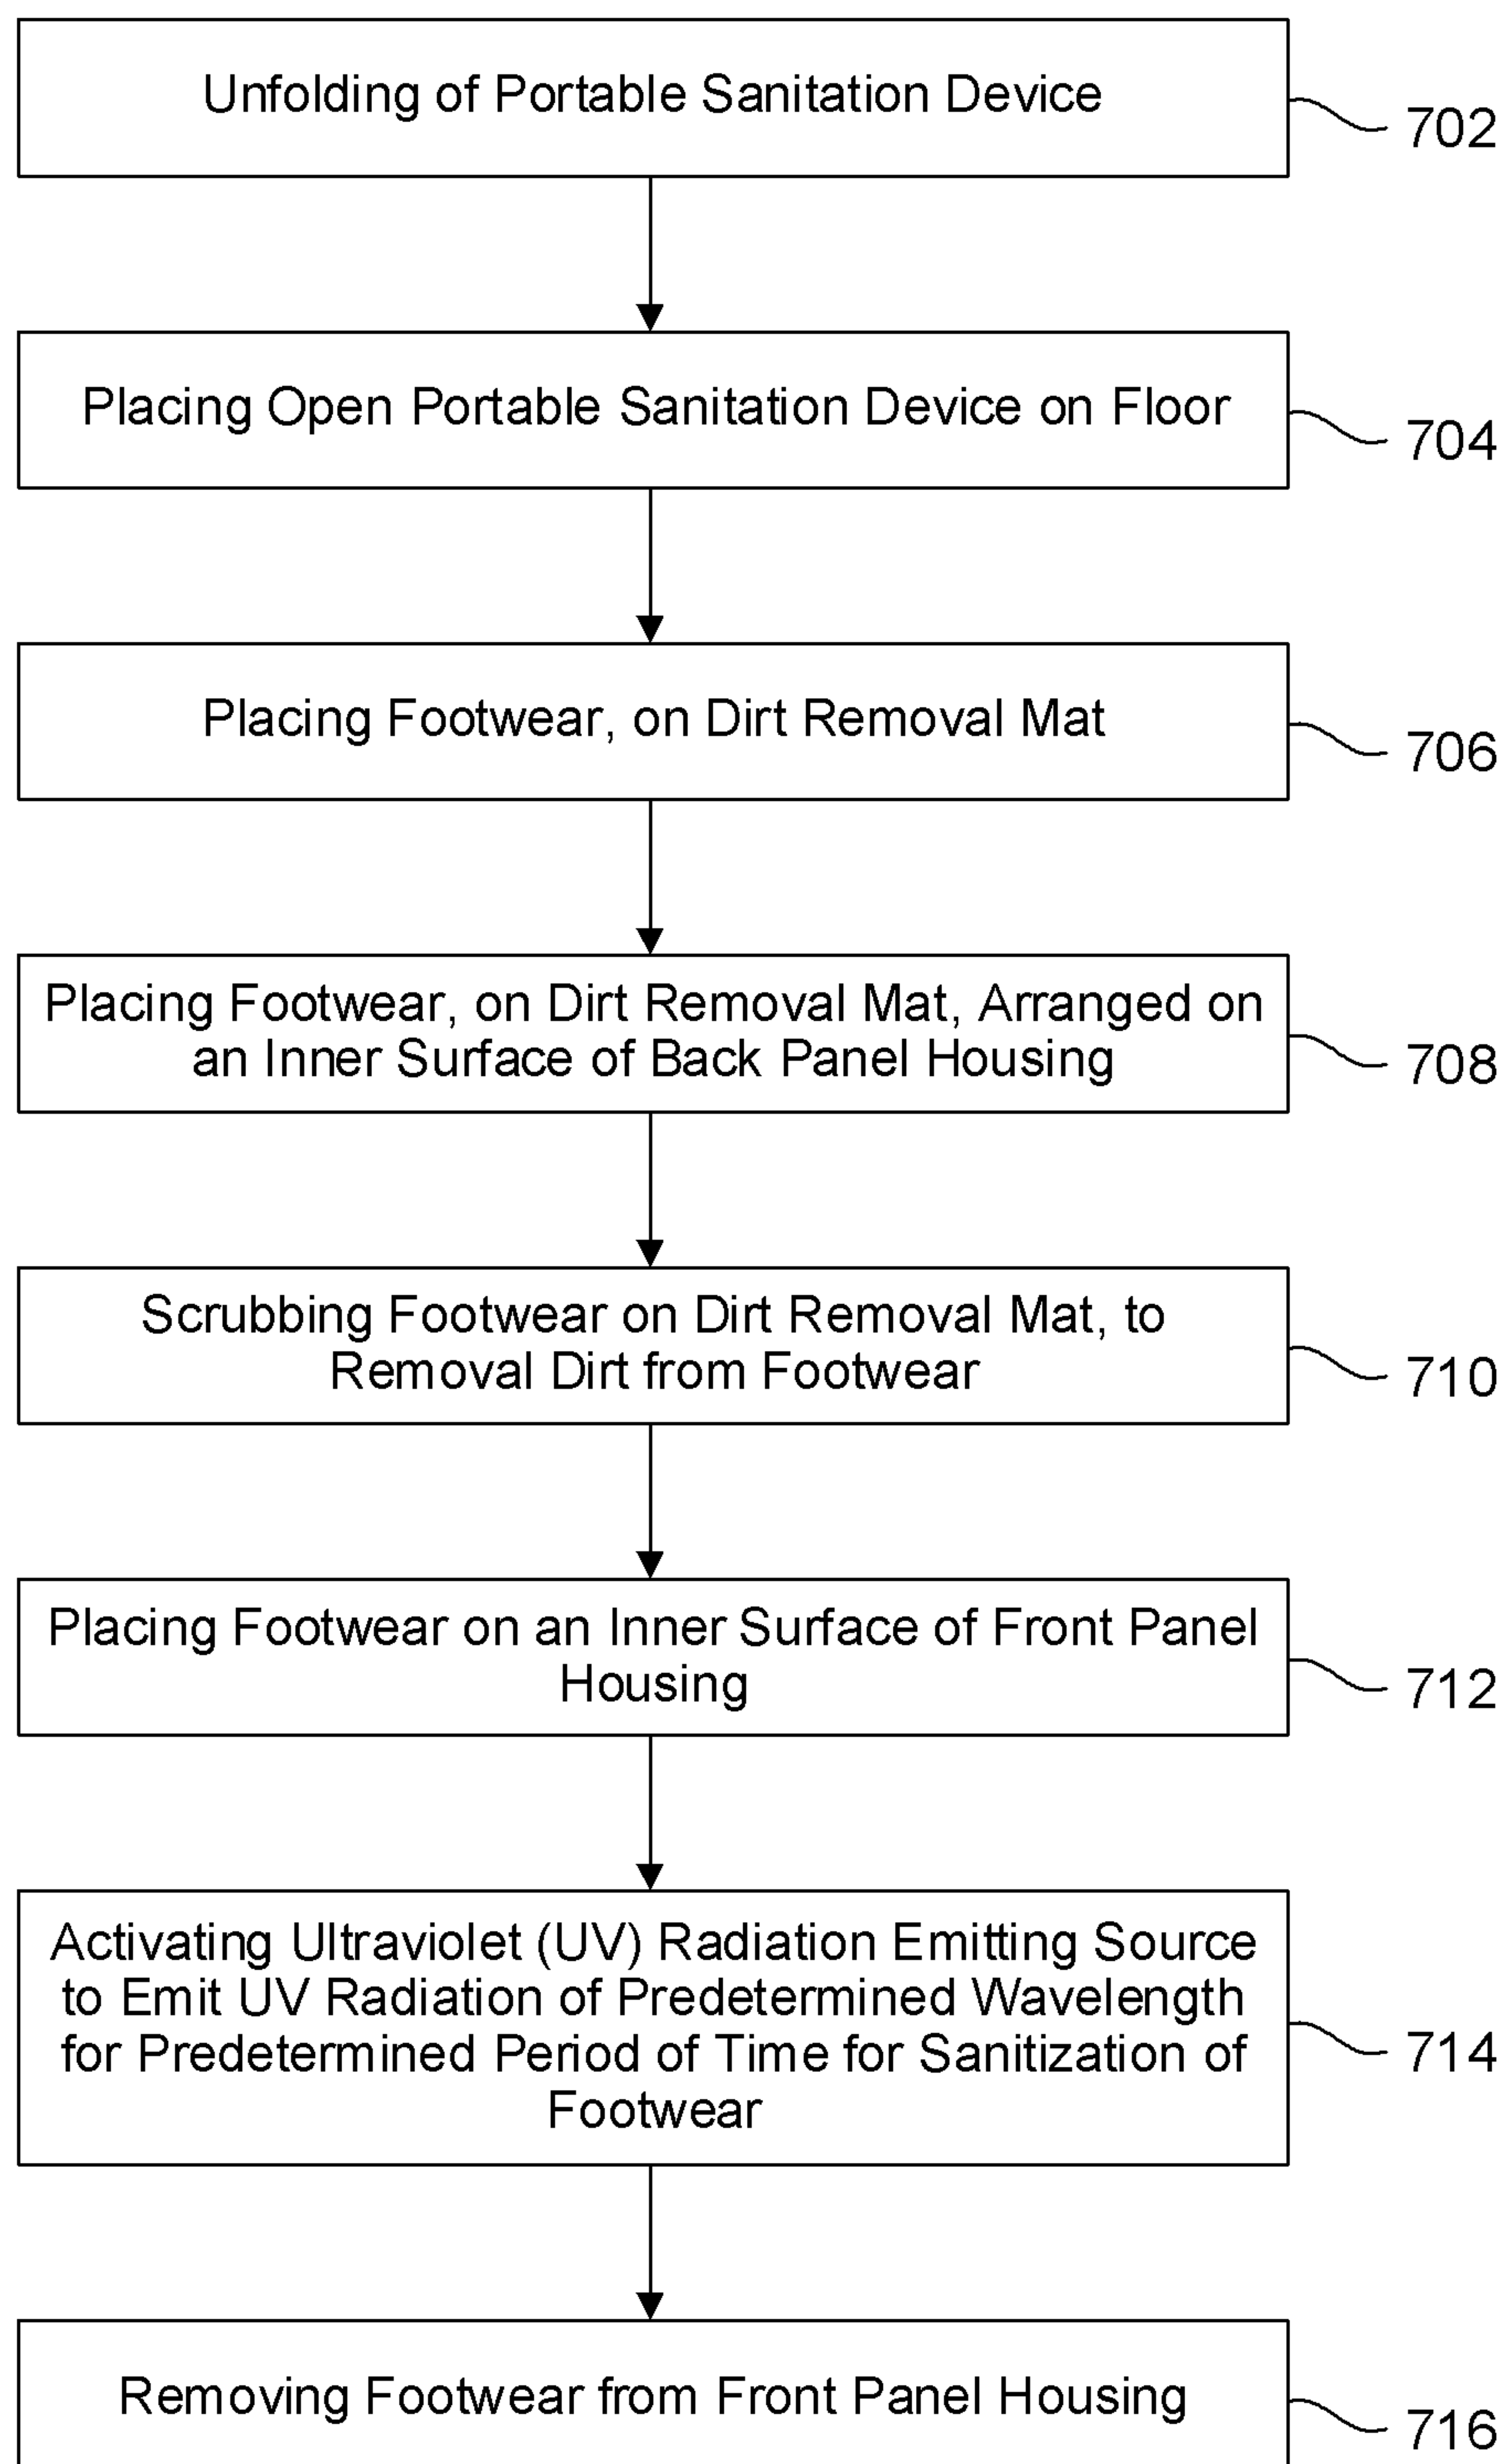 Unfolding of Portable Sanitation Device
702
Placing Open Portable Sanitation Device on Floor
704
Placing Footwear, on Dirt Removal Mat
706
Placing Footwear, on Dirt Removal Mat, Arranged on
an Inner Surface of Back Panel Housing
708
Scrubbing Footwear on Dirt Removal Mat, to
Removal Dirt from Footwear
710
Placing Footwear on an Inner Surface of Front Panel
Housing
712
Activating Ultraviolet (UV) Radiation Emitting Source
to Emit UV Radiation of Predetermined Wavelength
for Predetermined Period of Time for Sanitization of
Footwear
714
Removing Footwear from Front Panel Housing
716